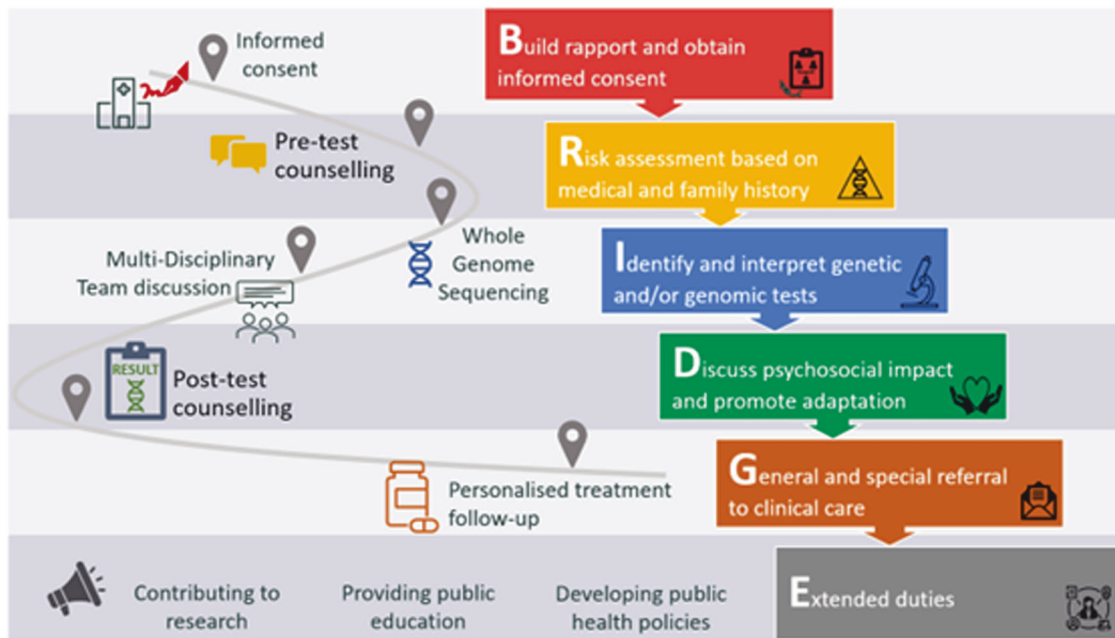 Informed
consent
Build rapport and obtain
informed consent
Pre-test
counselling
Risk assessment based on
medical and family history
Multi-Disciplinary
Team discussion
Whole
Genome
Sequencing
Identify and interpret genetic
and/or genomic tests
RESULT
Post-test
counselling
Discuss psychosocial impact
and promote adaptation
Personalised treatment
follow-up
General and special referral
to clinical care
Contributing to
research
Providing public
education
Developing public
health policies
Extended duties